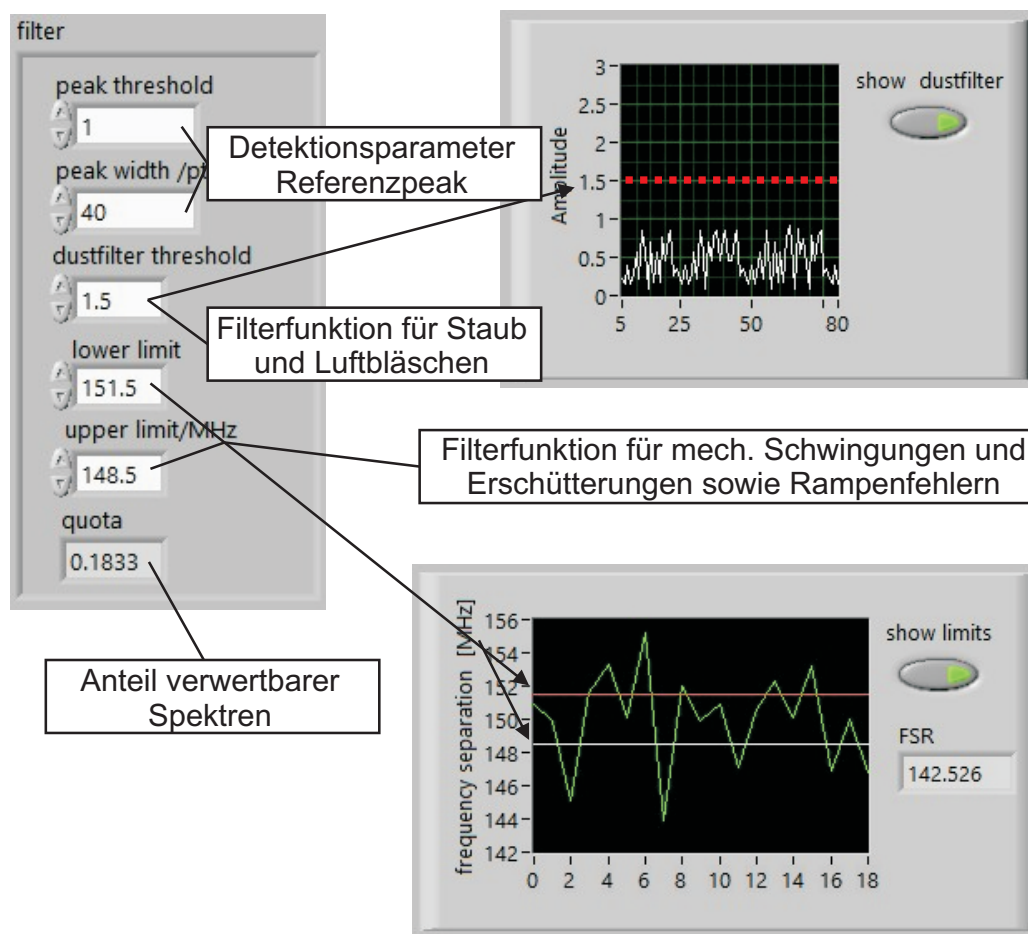 filter
peak threshold
1
peak width /pt
40
dustfilter threshold
1.5
lower limit
151.5
upper limit/MHz
148.5
quota
0.1833
Detektionsparameter
Referenzpeak
Filterfunktion für Staub
und Luftbläschen
Anteil verwertbarer
Spektren
show dustfilter
Amplitude
3
2.5
2
1.5
1
0.5
0
5 25 50 80
Filterfunktion für mech. Schwingungen und
Erschütterungen sowie Rampenfehlern
frequency separation [MHz]
156
154
152
150
148
146
144
142
0 2 4 6 8 10 12 14 16 18
show limits
FSR
142.526